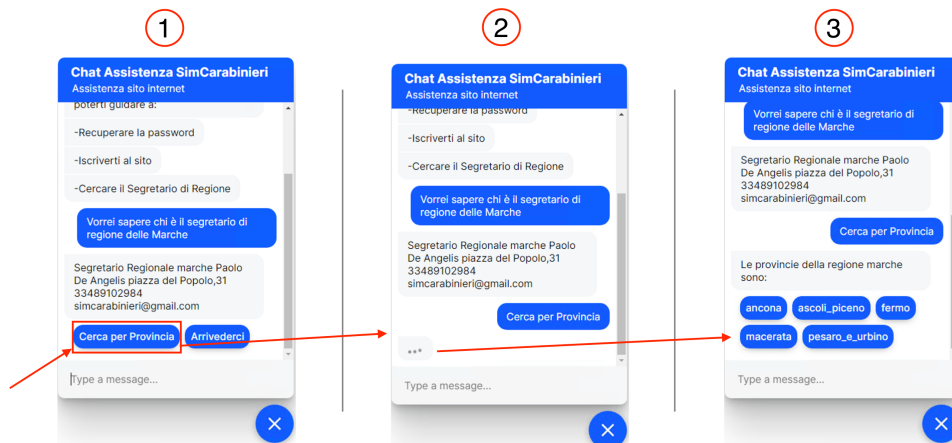 1
Chat Assistenza SimCarabinieri
Assistenza sito internet
poterti guidare a:
-Recuperare la password
-Iscriverti al sito
-Cercare il Segretario di Regione
Vorrei sapere chi è il segretario di
regione delle Marche
Segretario Regionale marche Paolo
De Angelis piazza del Popolo,31
33489102984
simcarabinieri@gmail.com
Cerca per Provincia
Arrivederci
Type a message...
2
Chat Assistenza SimCarabinieri
Assistenza sito internet
-Recuperare la password
-Iscriverti al sito
-Cercare il Segretario di Regione
Vorrei sapere chi è il segretario di
regione delle Marche
Segretario Regionale marche Paolo
De Angelis piazza del Popolo,31
33489102984
simcarabinieri@gmail.com
Cerca per Provincia
Type a message...
3
Chat Assistenza SimCarabinieri
Assistenza sito internet
Vorrei sapere chi è il segretario di
regione delle Marche
Segretario Regionale marche Paolo
De Angelis piazza del Popolo,31
33489102984
simcarabinieri@gmail.com
Cerca per Provincia
Le provincie della regione marche
sono:
ancona ascoli_piceno fermo
macerata pesaro_e_urbino
Type a message...